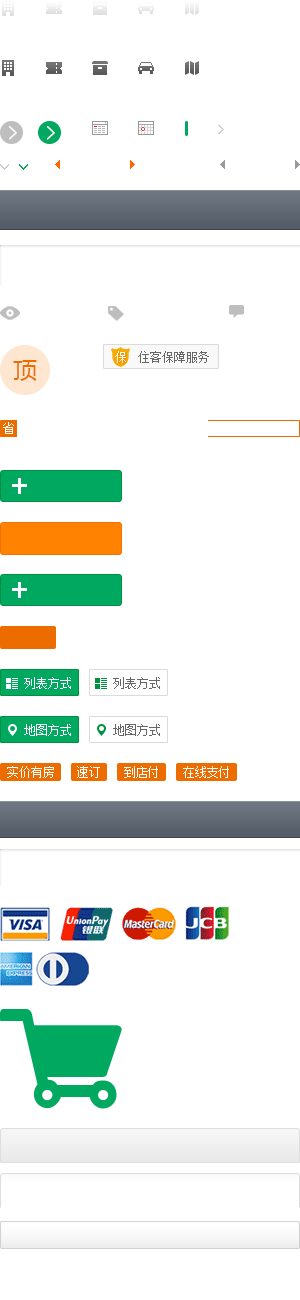 顶
保 住客保障服务
省
列表方式 列表方式
地图方式 地图方式
实价有房 速订 到店付 在线支付
VISA UnionPay 银联 MasterCard JCB
AMERICAN EXPRESS